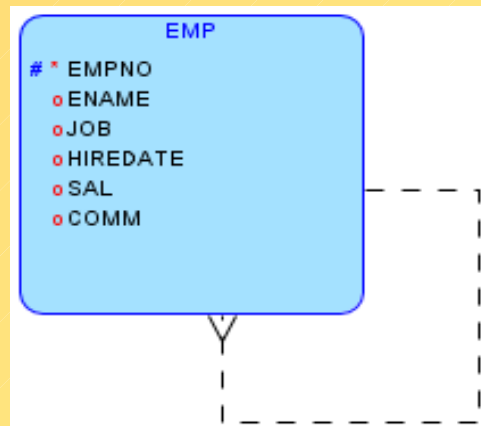 EMP
# * EMPNO
o ENAME
o JOB
o HIREDATE
o SAL
o COMM